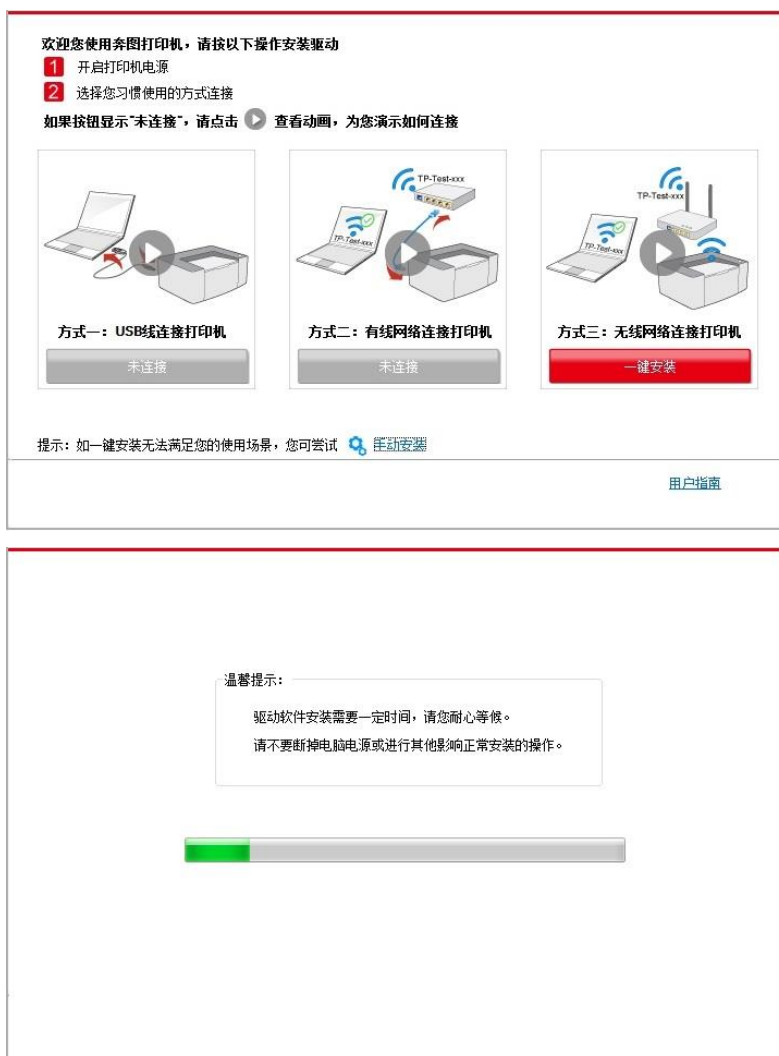 欢迎您使用奔图打印机，请按以下操作安装驱动
1 开启打印机电源
2 选择您习惯使用的方式连接
如果按钮显示"未连接"，请点击 查看动画，为您演示如何连接
TP-Test-xxx
TP-Test-xxx
TP-Test-xxx
TP-Test-xxx
方式一：USB线连接打印机
方式二：有线网络连接打印机
方式三：无线网络连接打印机
未连接
未连接
一键安装
提示：如一键安装无法满足您的使用场景，您可尝试 手动安装
用户指南
温馨提示：
驱动软件安装需要一定时间，请您耐心等候。
请不要断掉电脑电源或进行其他影响正常安装的操作。